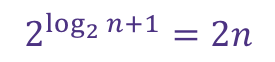 2^{log₂ n+1} = 2n